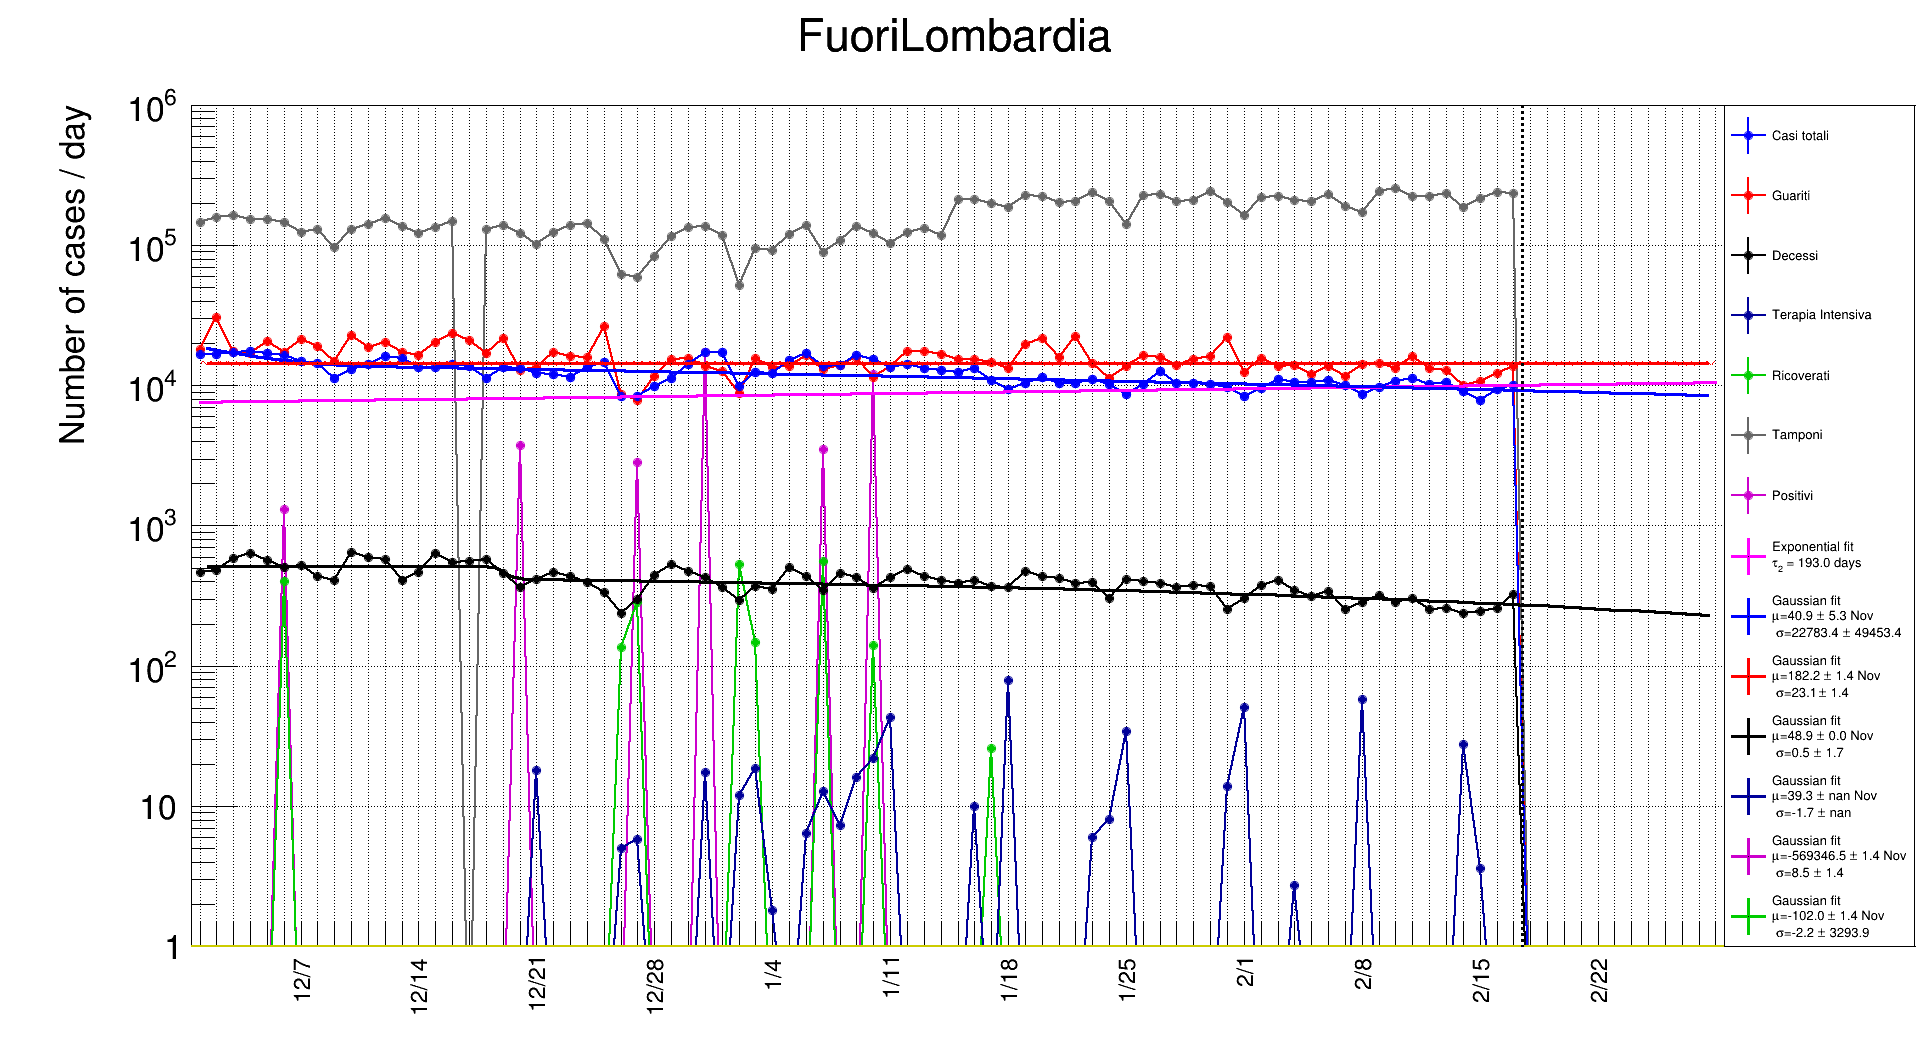 FuoriLombardia
Number of cases / day
10^6
10^5
10^4
10^3
10^2
10
1
12/7
12/14
12/21
12/28
1/4
1/11
1/18
1/25
2/1
2/8
2/15
2/22
Casi totali
Guariti
Decessi
Terapia Intensiva
Ricoverati
Tamponi
Positivi
Exponential fit
τ₂ = 193.0 days
Gaussian fit
μ=40.9 ± 5.3 Nov
σ=22783.4 ± 49453.4
Gaussian fit
μ=182.2 ± 1.4 Nov
σ=23.1 ± 1.4
Gaussian fit
μ=48.9 ± 0.0 Nov
σ=0.5 ± 1.7
Gaussian fit
μ=39.3 ± nan Nov
σ=-1.7 ± nan
Gaussian fit
μ=-569346.5 ± 1.4 Nov
σ=8.5 ± 1.4
Gaussian fit
μ=-102.0 ± 1.4 Nov
σ=-2.2 ± 3293.9